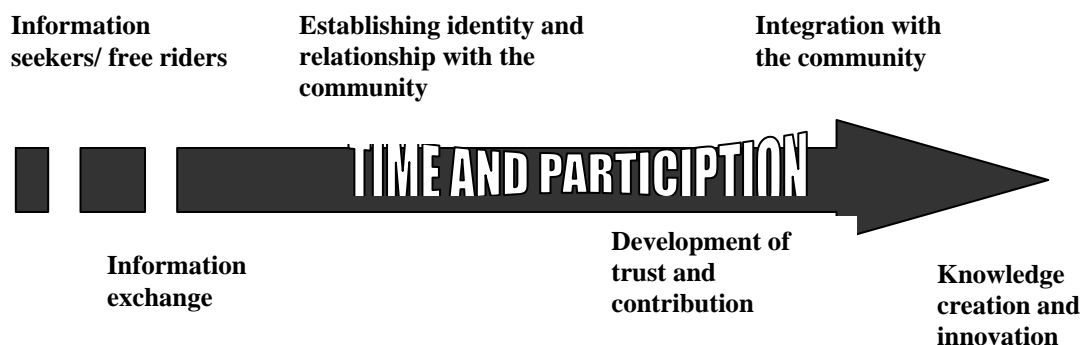 Information
seekers/ free riders
Establishing identity and
relationship with the
community
Integration with
the community
TIME AND PARTICIPTION
Information
exchange
Development of
trust and
contribution
Knowledge
creation and
innovation